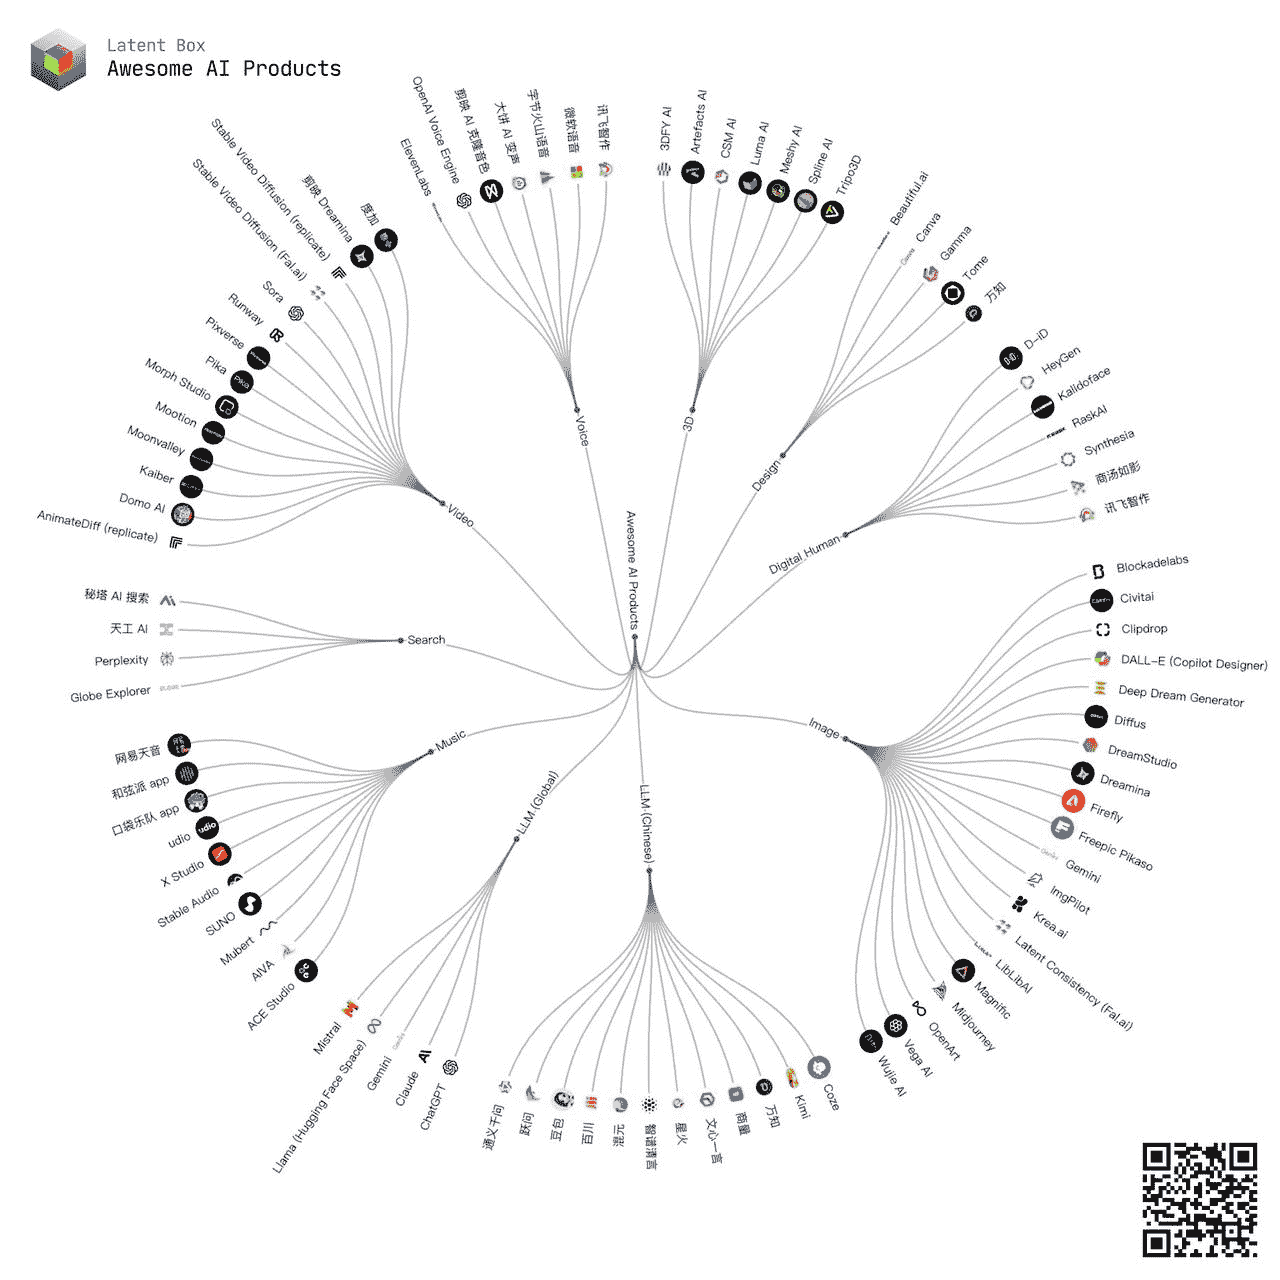 Latent Box
Awesome AI Products
Awesome AI Products
Voice
ElevenLabs
OpenAI Voice Engine
剪映 AI 克隆音色
大饼 AI 变声
字节火山语音
微软语音
讯飞智作
3D
3DFY AI
Artefacts AI
CSM AI
Luma AI
Meshy AI
Spline AI
Tripo3D
Design
Beautiful.ai
Canva
Gamma
Tome
万知
Digital Human
D-ID
HeyGen
Kalidoface
RaskAI
Synthesia
商汤如影
讯飞智作
Image
Blockadelabs
Civitai
Clipdrop
DALL-E (Copilot Designer)
Deep Dream Generator
Diffus
DreamStudio
Dreamina
Firefly
Freepic Pikaso
Gemini
ImgPilot
Krea.ai
Latent Consistency (Fal.ai)
LibLibAI
Magnific
Midjourney
OpenArt
Vega AI
Wujie AI
LLM (Chinese)
Coze
Kimi
万知
商量
文心一言
星火
智谱清言
混元
百川
豆包
跃问
通义千问
LLM (Global)
ChatGPT
Claude
Gemini
Llama (Hugging Face Space)
Mistral
Music
ACE Studio
AIVA
Mubert
SUNO
Stable Audio
X Studio
udio
口袋乐队 app
和弦派 app
网易天音
Search
Globe Explorer
Perplexity
天工 AI
秘塔 AI 搜索
Video
AnimateDiff (replicate)
Domo AI
Kaiber
Moonvalley
Mootion
Morph Studio
Pika
Pixverse
Runway
Sora
Stable Video Diffusion (Fal.ai)
Stable Video Diffusion (replicate)
剪映 Dreamina
度加